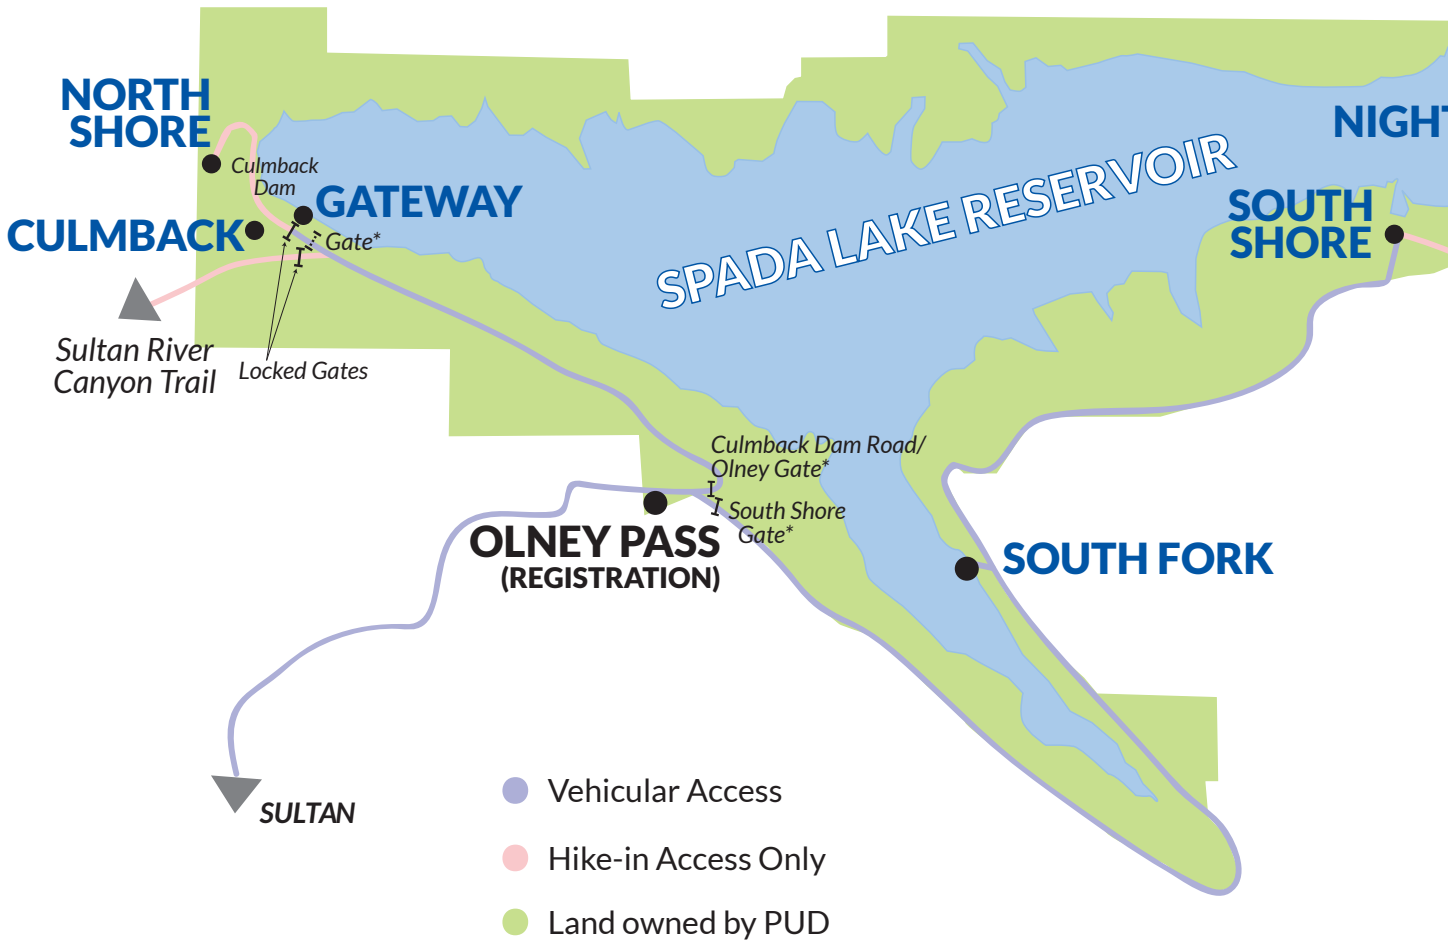 NORTH
SHORE
Culmback
Dam
GATEWAY
CULMBACK
Gate*
Sultan River
Canyon Trail
Locked Gates
SPADA LAKE RESERVOIR
NIGHT
SOUTH
SHORE
Culmback Dam Road/
Olney Gate*
South Shore
Gate*
OLNEY PASS
(REGISTRATION)
SOUTH FORK
SULTAN
Vehicular Access
Hike-in Access Only
Land owned by PUD